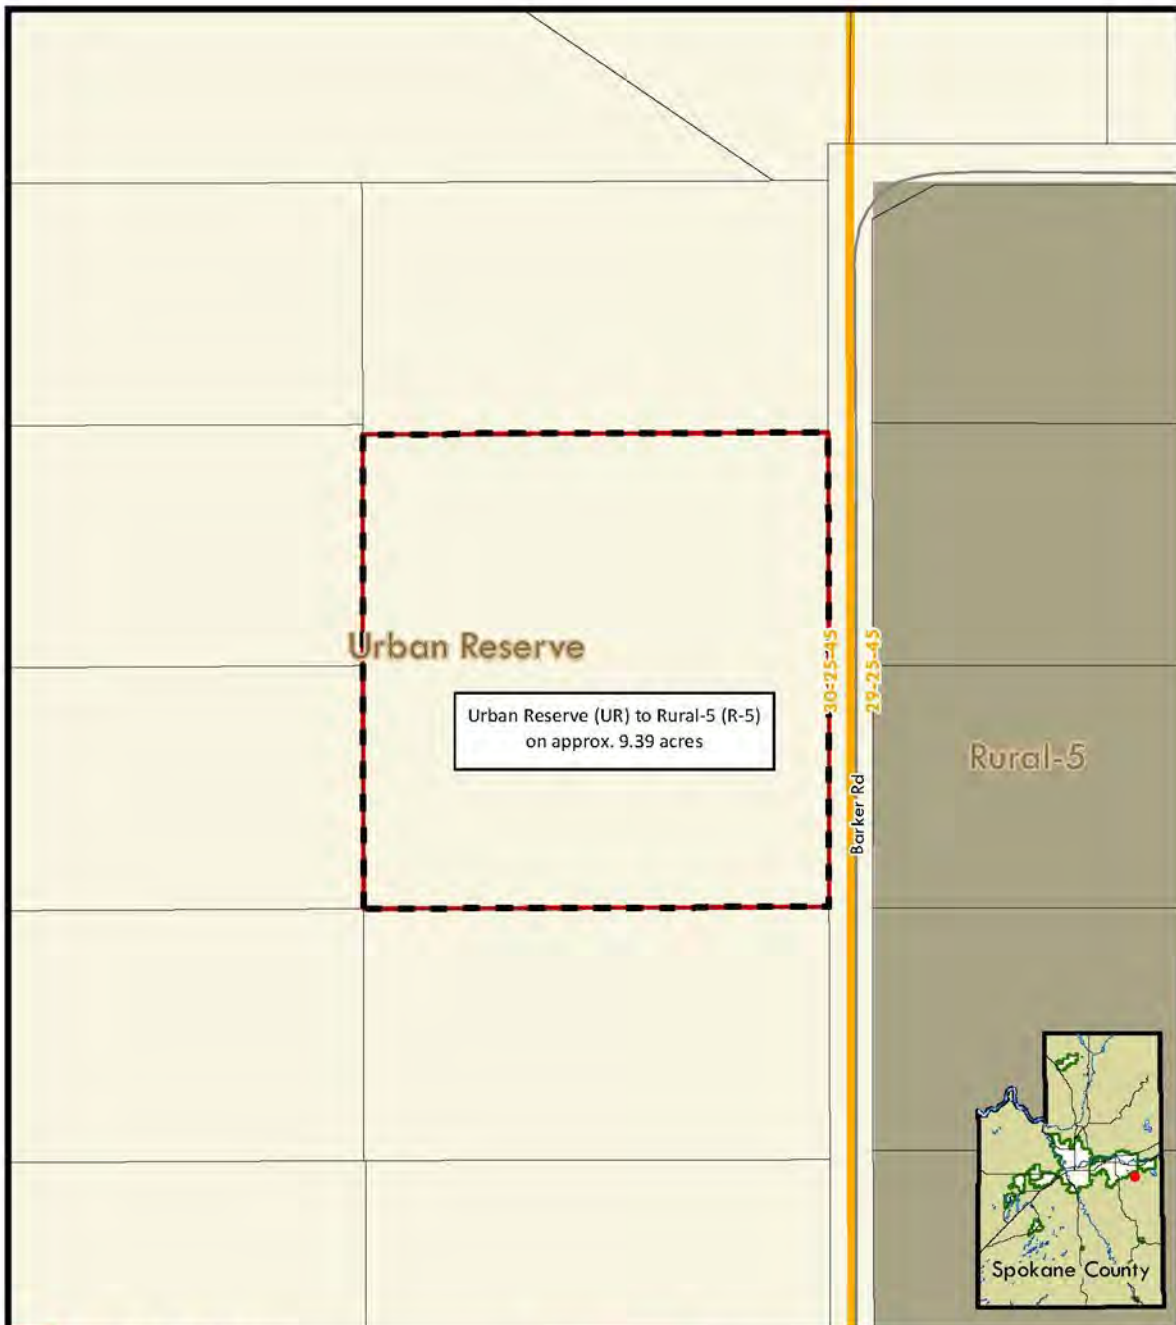 Urban Reserve
Urban Reserve (UR) to Rural-5 (R-5)
on approx. 9.39 acres
30-25-45
29-25-45
Barker Rd
Rural-5
Spokane County